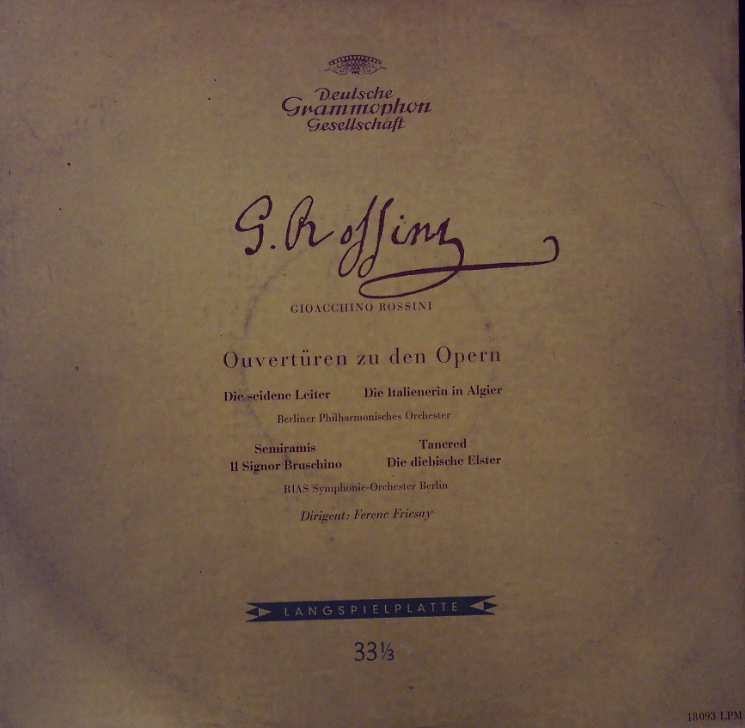 Deutsche
Grammophon
Gesellschaft
G. Rossini
GIOACCHINO ROSSINI
Ouvertüren zu den Opern
Die seidene Leiter Die Italienerin in Algier
Berliner Philharmonisches Orchester
Semiramis Tancred
Il Signor Bruschino Die diebische Elster
RIAS Symphonie-Orchester Berlin
Dirigent: Ferenc Fricsay
LANGSPIELPLATTE
33⅓
18093 LPM